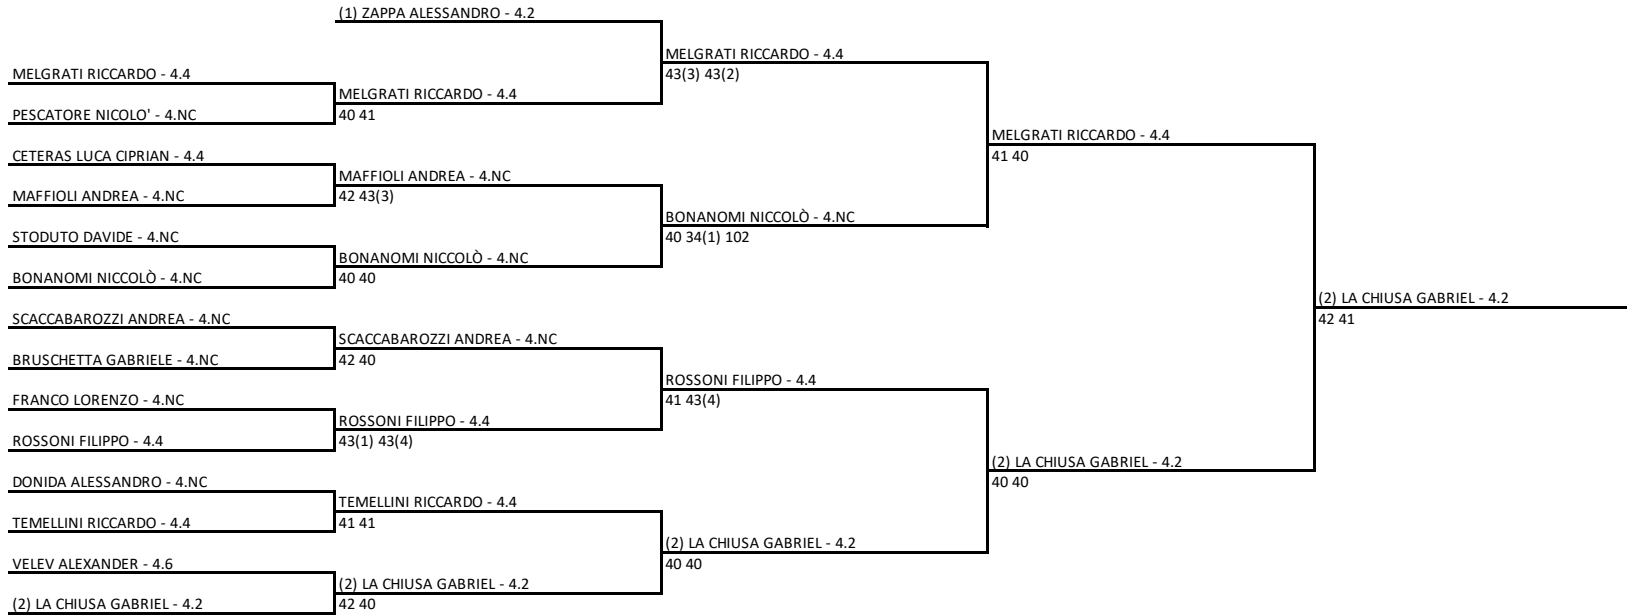 (1) ZAPPA ALESSANDRO - 4.2
MELGRATI RICCARDO - 4.4
43(3) 43(2)
MELGRATI RICCARDO - 4.4
MELGRATI RICCARDO - 4.4
40 41
PESCATORE NICOLO' - 4.NC
MELGRATI RICCARDO - 4.4
41 40
CETERAS LUCA CIPRIAN - 4.4
MAFFIOLI ANDREA - 4.NC
42 43(3)
MAFFIOLI ANDREA - 4.NC
BONANOMI NICCOLÒ - 4.NC
40 34(1) 102
STODUTO DAVIDE - 4.NC
BONANOMI NICCOLÒ - 4.NC
40 40
BONANOMI NICCOLÒ - 4.NC
(2) LA CHIUSA GABRIEL - 4.2
42 41
SCACCABAROZZI ANDREA - 4.NC
SCACCABAROZZI ANDREA - 4.NC
42 40
BRUSCHETTA GABRIELE - 4.NC
ROSSONI FILIPPO - 4.4
41 43(4)
FRANCO LORENZO - 4.NC
ROSSONI FILIPPO - 4.4
43(1) 43(4)
ROSSONI FILIPPO - 4.4
(2) LA CHIUSA GABRIEL - 4.2
40 40
DONIDA ALESSANDRO - 4.NC
TEMELLINI RICCARDO - 4.4
41 41
TEMELLINI RICCARDO - 4.4
(2) LA CHIUSA GABRIEL - 4.2
40 40
VELEV ALEXANDER - 4.6
(2) LA CHIUSA GABRIEL - 4.2
42 40
(2) LA CHIUSA GABRIEL - 4.2